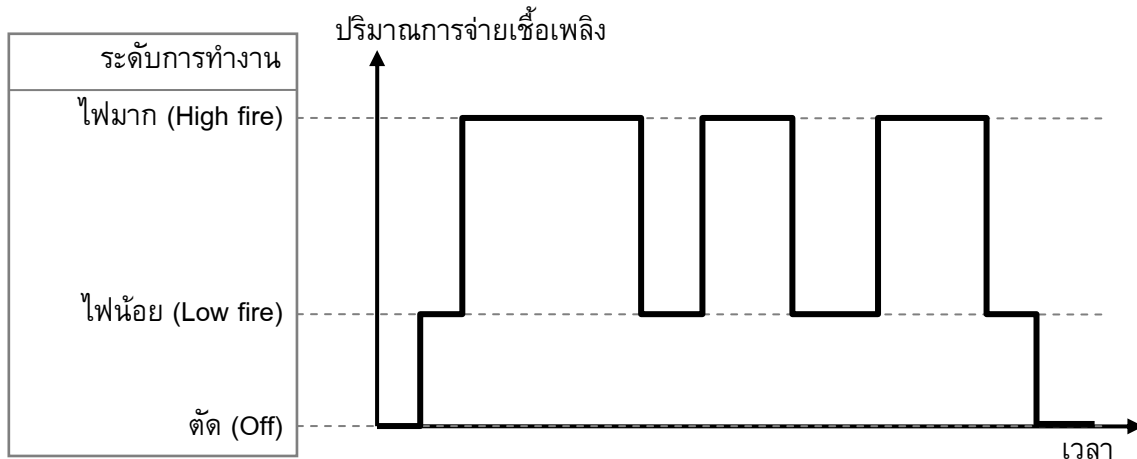 ปริมาณการจ่ายเชื้อเพลิง
ระดับการทำงาน
ไฟมาก (High fire)
ไฟน้อย (Low fire)
ตัด (Off)
เวลา